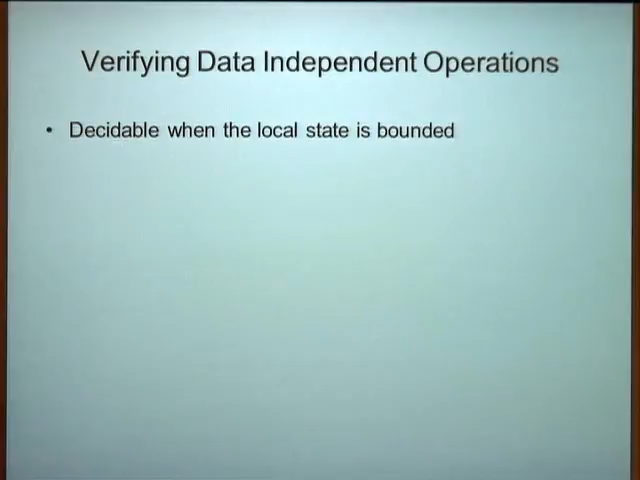 Verifying Data Independent Operations
• Decidable when the local state is bounded